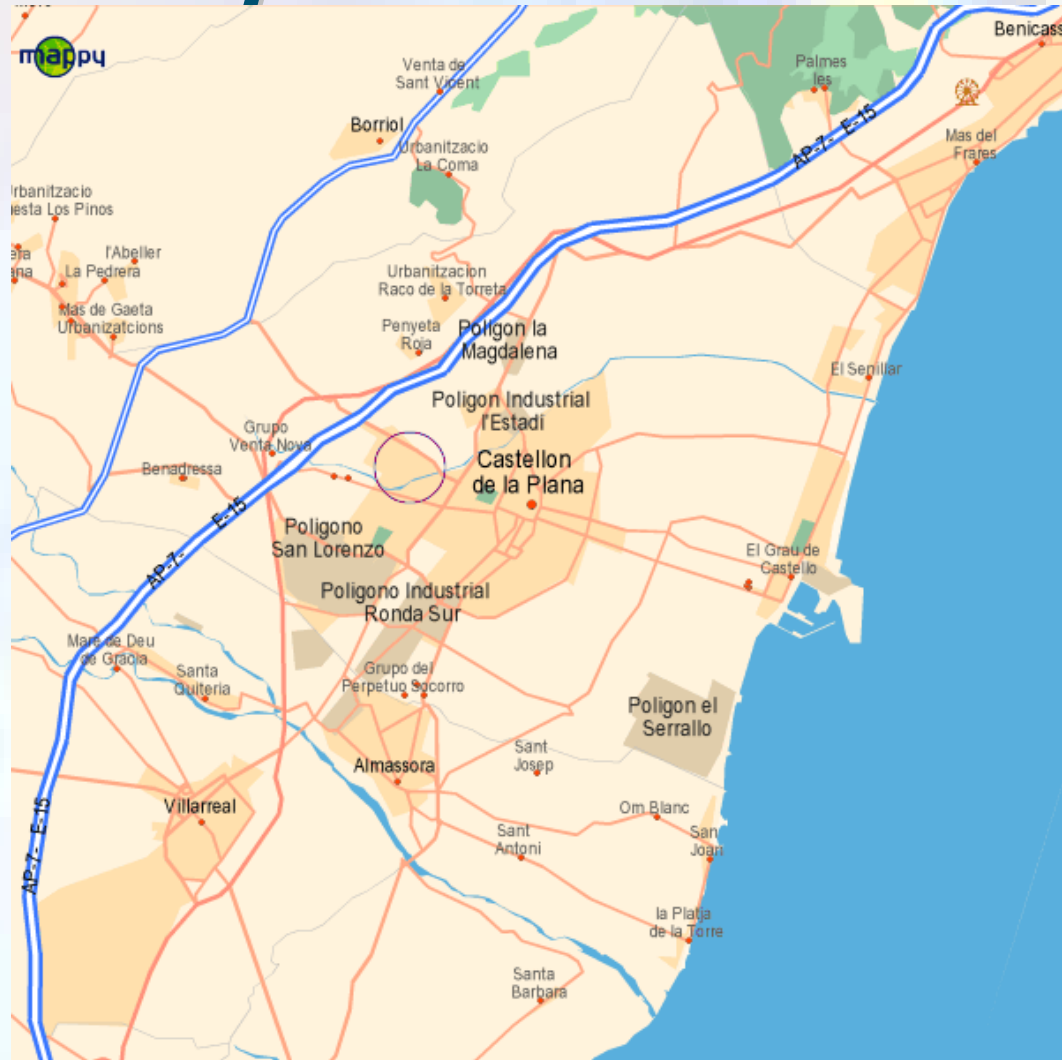 mappy
Benicass
Venta de
Sant Vicent
Palmes
les
Borriol
AP-7- E-15
Mas del
Frares
Urbanitzacio
La Coma
Urbanitzacio
uesta Los Pinos
l'Abeller
La Pedrera
Urbanitzacion
Raco de la Torreta
Mas de Gaeta
Urbanizatcions
Penyeta
Roja
Poligon la
Magdalena
El Senillar
Poligon Industrial
l'Estadi
Grupo
Venta Nova
Benadressa
Castellon
de la Plana
AP-7- E-15
Poligono
San Lorenzo
El Grau de
Castello
Poligono Industrial
Ronda Sur
Mare de Deu
de Gracia
Santa
Quiteria
Grupo del
Perpetuo Socorro
Poligon el
Serrallo
Sant
Josep
Almassora
Villarreal
Om Blanc
AP-7- E-15
Sant
Antoni
San
Joan
la Platja
de la Torre
Santa
Barbara